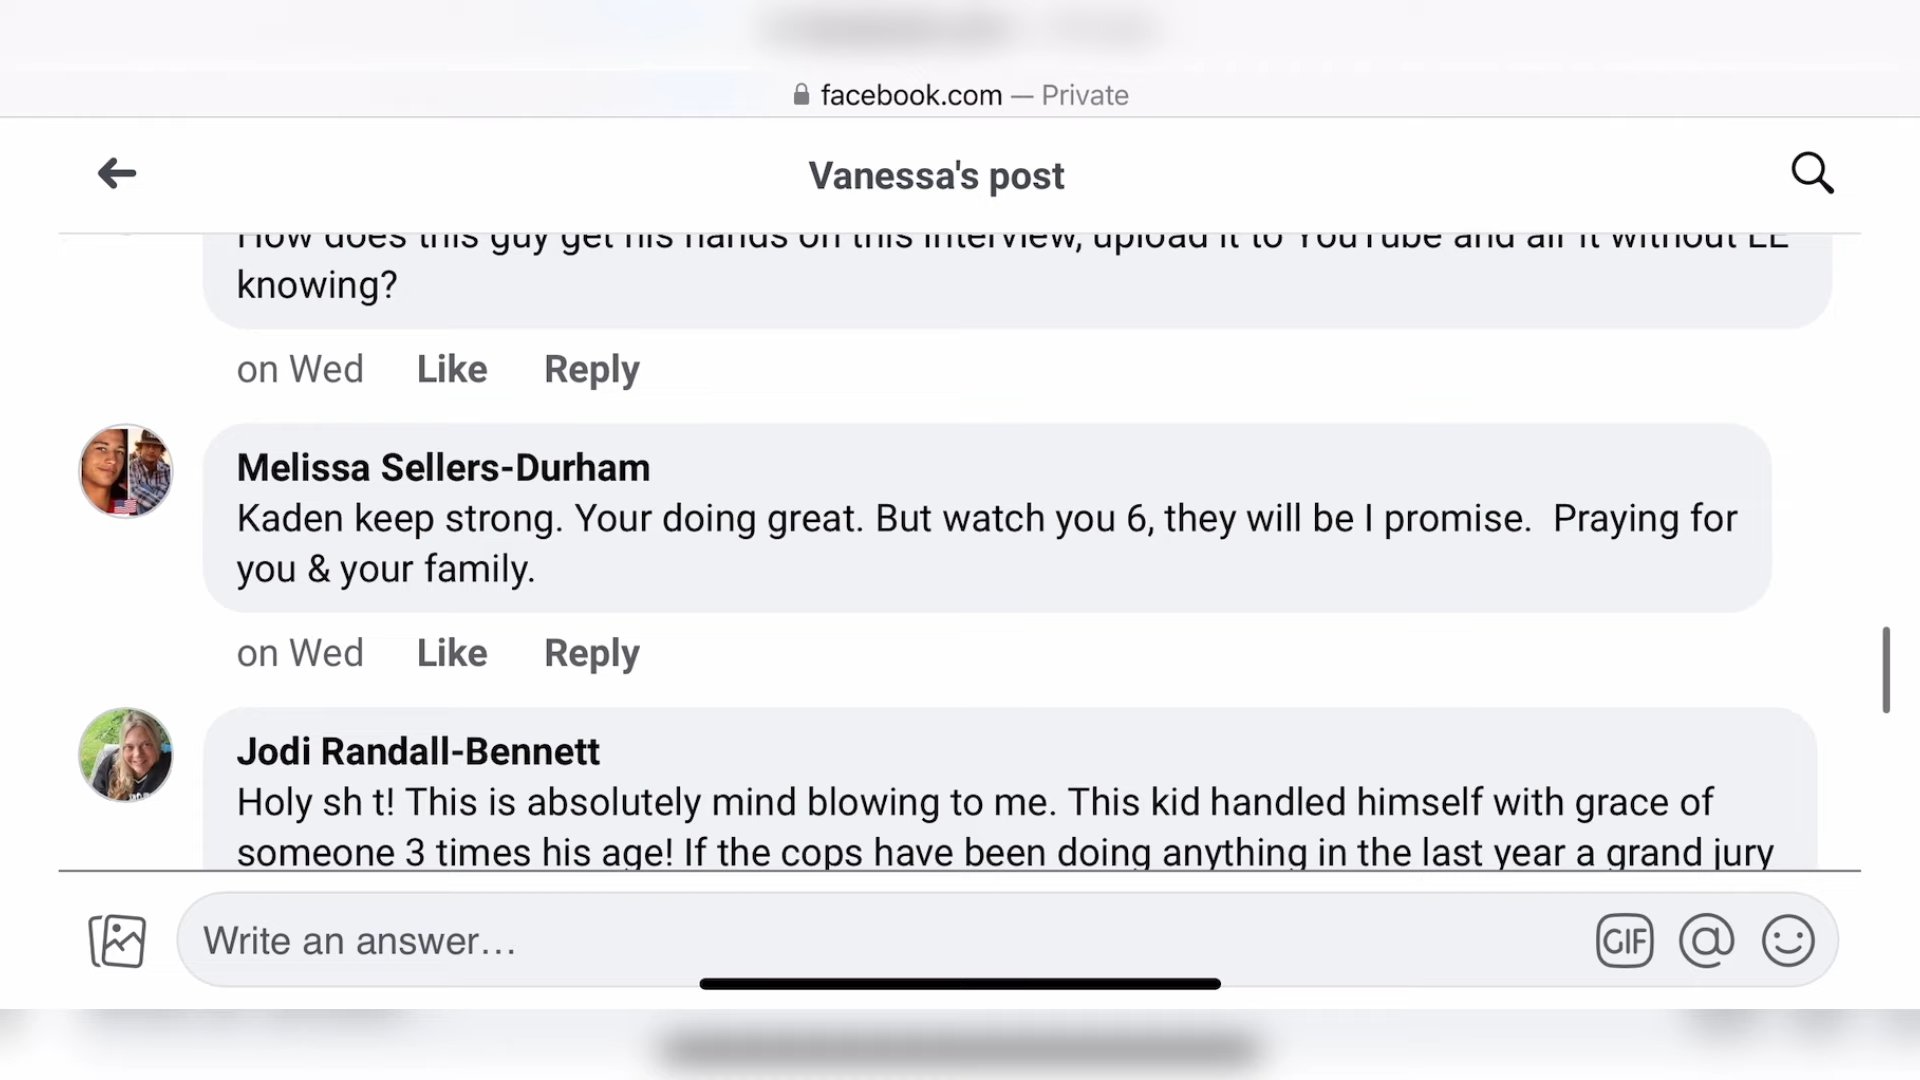 facebook.com — Private
Vanessa's post
How does this guy get his hands on this interview, upload it to YouTube and air it without LE
knowing?
on Wed Like Reply
Melissa Sellers-Durham
Kaden keep strong. Your doing great. But watch you 6, they will be I promise. Praying for
you & your family.
on Wed Like Reply
Jodi Randall-Bennett
Holy sh t! This is absolutely mind blowing to me. This kid handled himself with grace of
someone 3 times his age! If the cops have been doing anything in the last year a grand jury
Write an answer...
GIF @